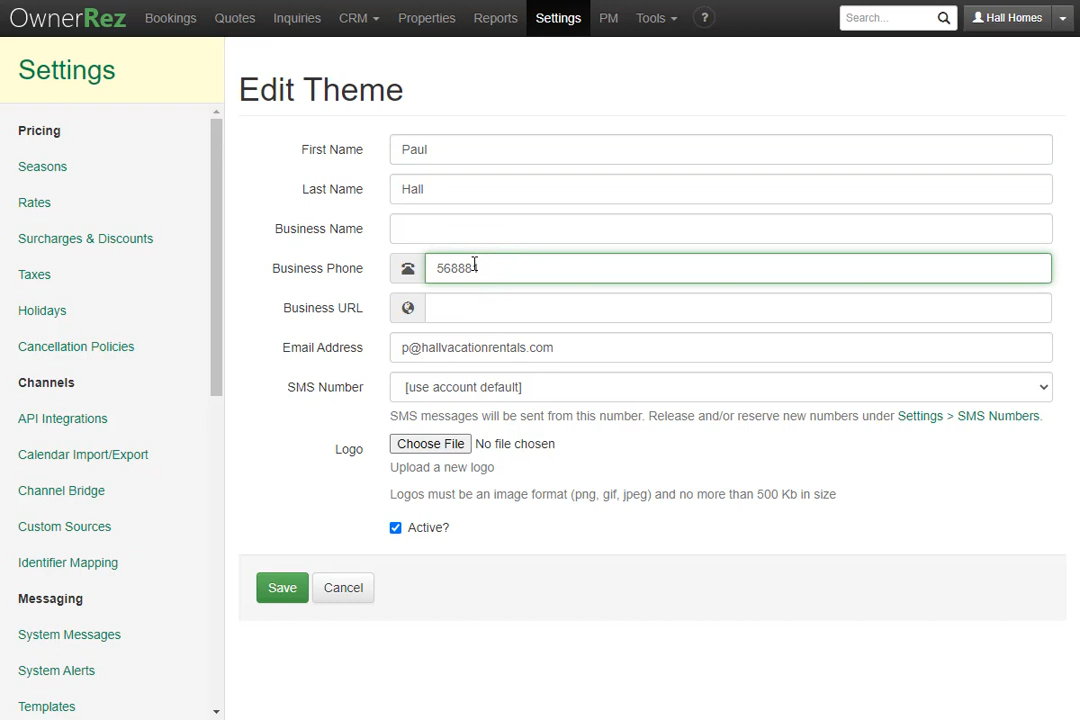 OwnerRez Bookings Quotes Inquiries CRM Properties Reports Settings PM Tools ? Search... Hall Homes
Settings
Pricing
Seasons
Rates
Surcharges & Discounts
Taxes
Holidays
Cancellation Policies
Channels
API Integrations
Calendar Import/Export
Channel Bridge
Custom Sources
Identifier Mapping
Messaging
System Messages
System Alerts
Templates
Edit Theme
First Name Paul
Last Name Hall
Business Name
Business Phone
Business URL
Email Address p@hallvacationrentals.com
SMS Number [use account default]
SMS messages will be sent from this number. Release and/or reserve new numbers under Settings > SMS Numbers.
Logo Choose File No file chosen
Upload a new logo
Logos must be an image format (png, gif, jpeg) and no more than 500 Kb in size
Active?
Save Cancel